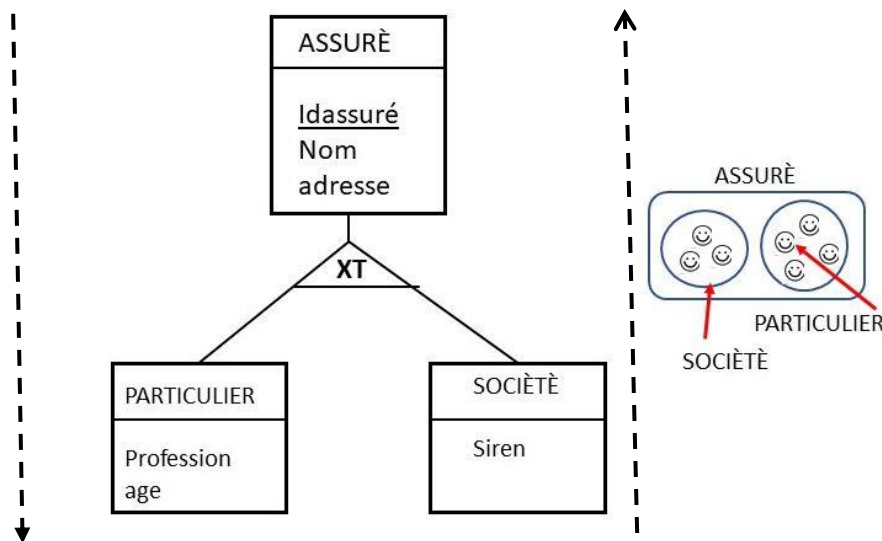 ASSURÈ
Idassuré
Nom
adresse
XT
PARTICULIER
Profession
age
SOCIÈTÈ
Siren
ASSURÈ
PARTICULIER
SOCIÈTÈ